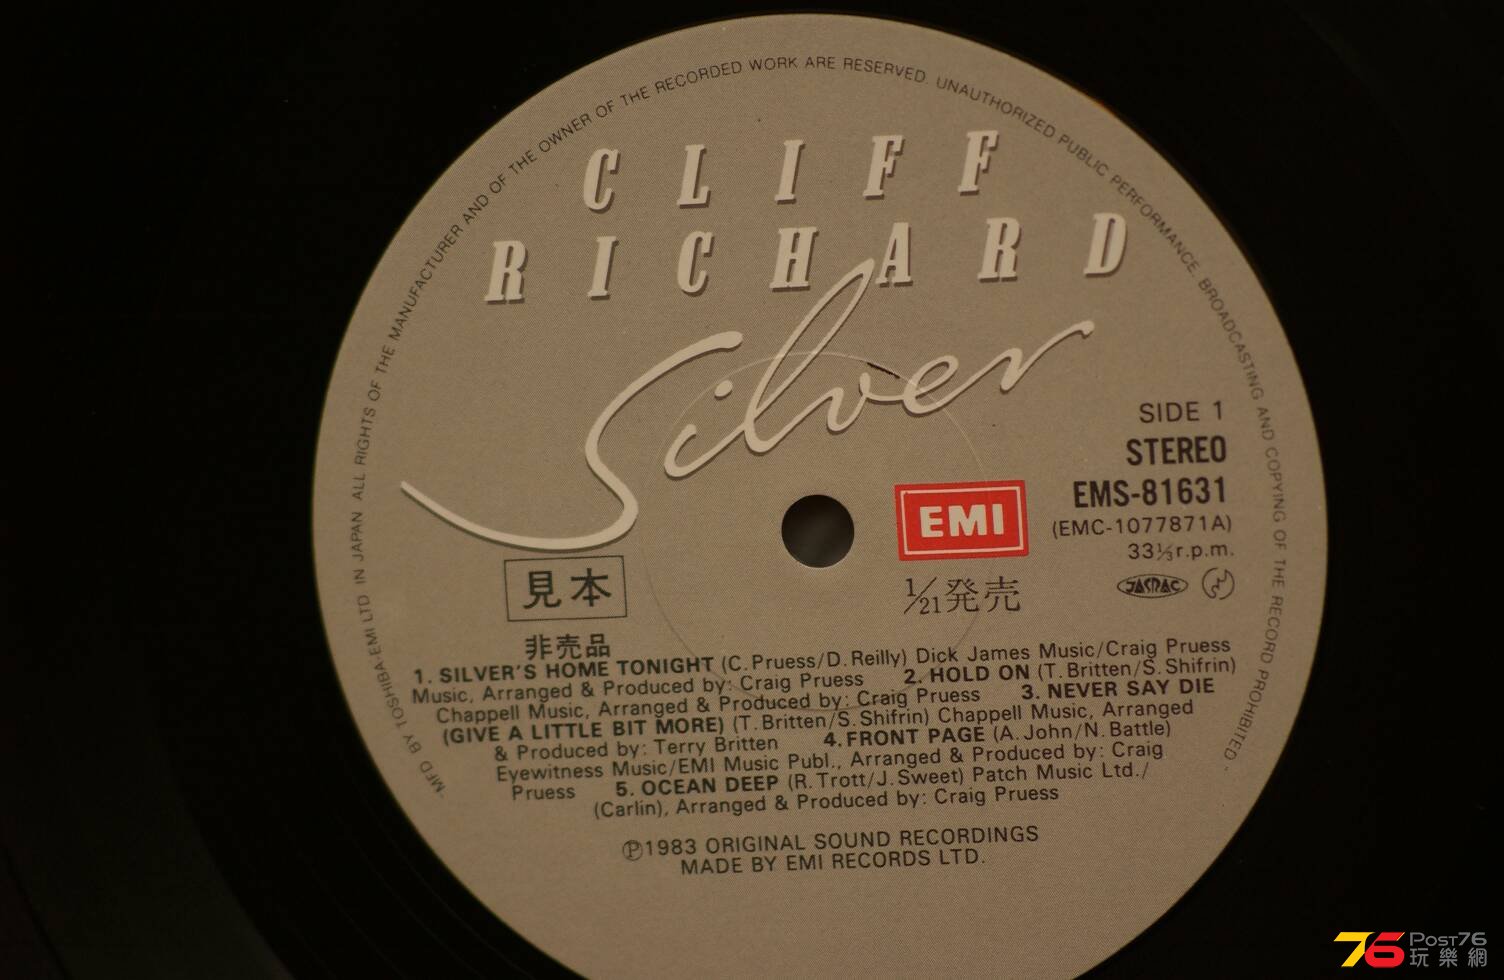 ·MFD BY TOSHIBA-EMI LTD IN JAPAN ALL RIGHTS OF THE MANUFACTURER AND OF THE OWNER OF THE RECORDED WORK ARE RESERVED. UNAUTHORIZED PUBLIC PERFORMANCE, BROADCASTING AND COPYING OF THE RECORD PROHIBITED·
CLIFF
RICHARD
Silver
SIDE 1
STEREO
EMS-81631
(EMC-1077871A)
33⅓r.p.m.
EMI
JASRAC
1/21発売
見本
非売品
1. SILVER'S HOME TONIGHT (C.Pruess/D.Reilly) Dick James Music/Craig Pruess
Music, Arranged & Produced by: Craig Pruess 2. HOLD ON (T.Britten/S.Shifrin)
Chappell Music, Arranged & Produced by: Craig Pruess 3. NEVER SAY DIE
(GIVE A LITTLE BIT MORE) (T.Britten/S.Shifrin) Chappell Music, Arranged
& Produced by: Terry Britten 4.FRONT PAGE (A.John/N.Battle)
Eyewitness Music/EMI Music Publ., Arranged & Produced by: Craig
Pruess 5. OCEAN DEEP (R.Trott/J.Sweet) Patch Music Ltd./
(Carlin), Arranged & Produced by: Craig Pruess
℗1983 ORIGINAL SOUND RECORDINGS
MADE BY EMI RECORDS LTD.
76 POST76
玩樂網